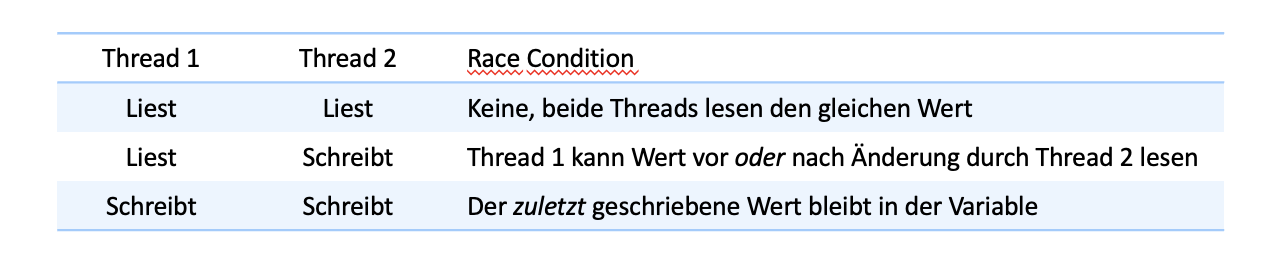 Thread 1 Thread 2 Race Condition
Liest Liest Keine, beide Threads lesen den gleichen Wert
Liest Schreibt Thread 1 kann Wert vor oder nach Änderung durch Thread 2 lesen
Schreibt Schreibt Der zuletzt geschriebene Wert bleibt in der Variable